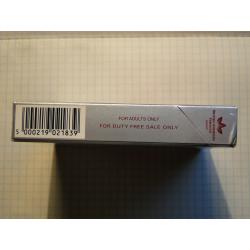 FOR ADULTS ONLY
FOR DUTY FREE SALE ONLY
5 000219 021839